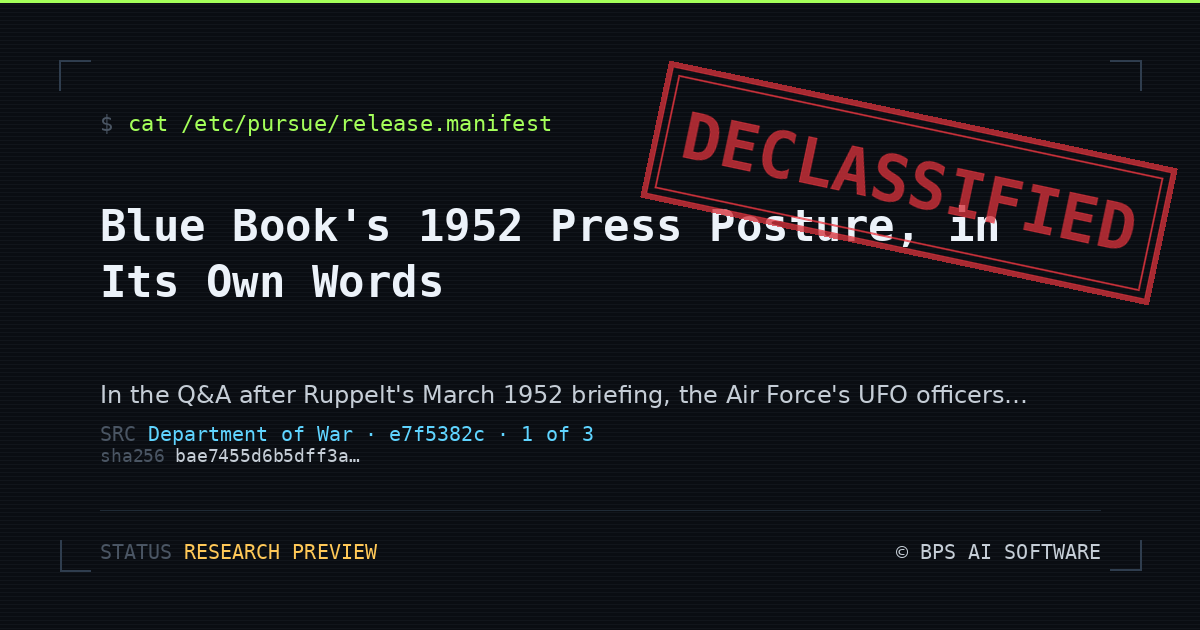 $ cat /etc/pursue/release.manifest
DECLASSIFIED
Blue Book's 1952 Press Posture, in
Its Own Words
In the Q&A after Ruppelt's March 1952 briefing, the Air Force's UFO officers…
SRC Department of War · e7f5382c · 1 of 3
sha256 bae7455d6b5dff3a…
STATUS RESEARCH PREVIEW
© BPS AI SOFTWARE